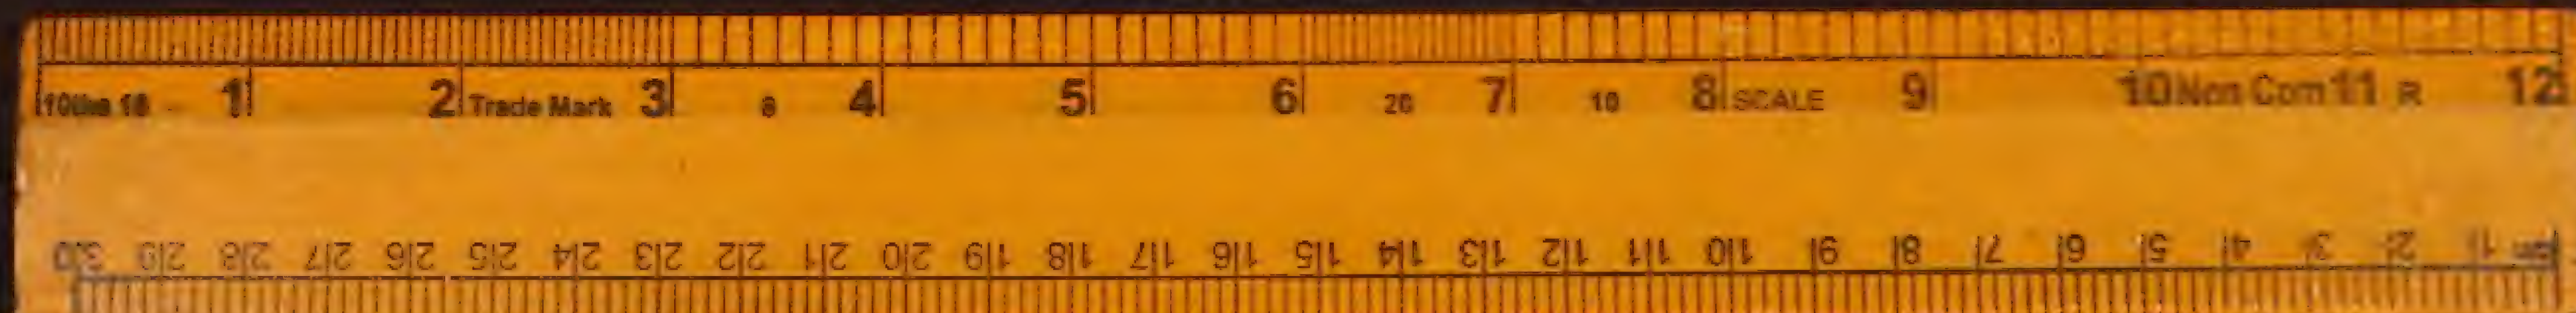 10ths 16 1 2 Trade Mark 3 8 4 5 6 20 7 10 8 SCALE 9 10 Non Com 11 R 12
1 2 3 4 5 6 7 8 9 10 11 12 13 14 15 16 17 18 19 20 21 22 23 24 25 26 27 28 29 30